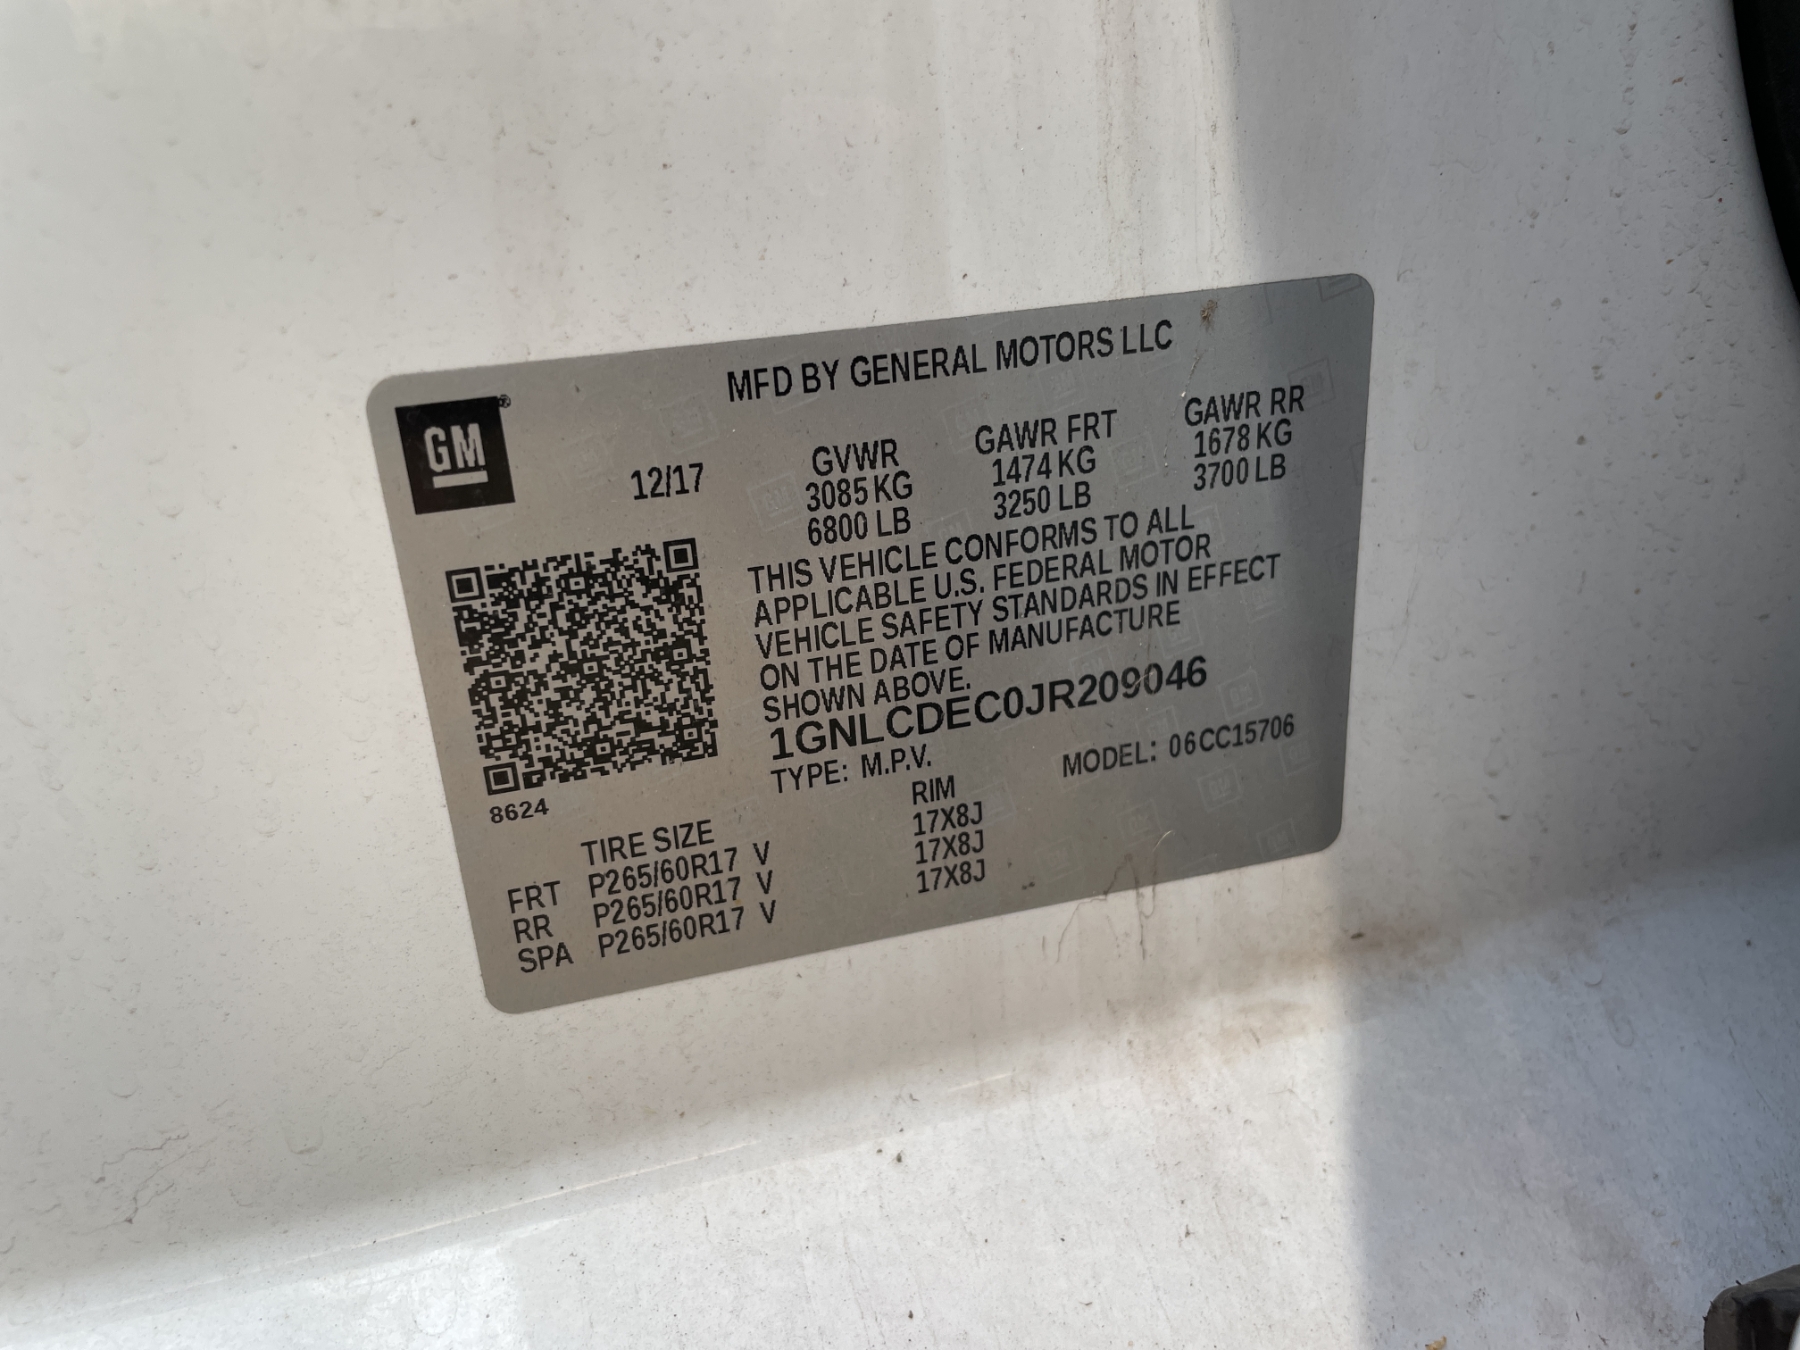 MFD BY GENERAL MOTORS LLC
GM
12/17
GVWR GAWR FRT GAWR RR
3085 KG 1474 KG 1678 KG
6800 LB 3250 LB 3700 LB
THIS VEHICLE CONFORMS TO ALL
APPLICABLE U.S. FEDERAL MOTOR
VEHICLE SAFETY STANDARDS IN EFFECT
ON THE DATE OF MANUFACTURE
SHOWN ABOVE.
1GNLCDEC0JR209046
TYPE: M.P.V. MODEL: 06CC15706
8624
TIRE SIZE RIM
FRT P265/60R17 V 17X8J
RR P265/60R17 V 17X8J
SPA P265/60R17 V 17X8J